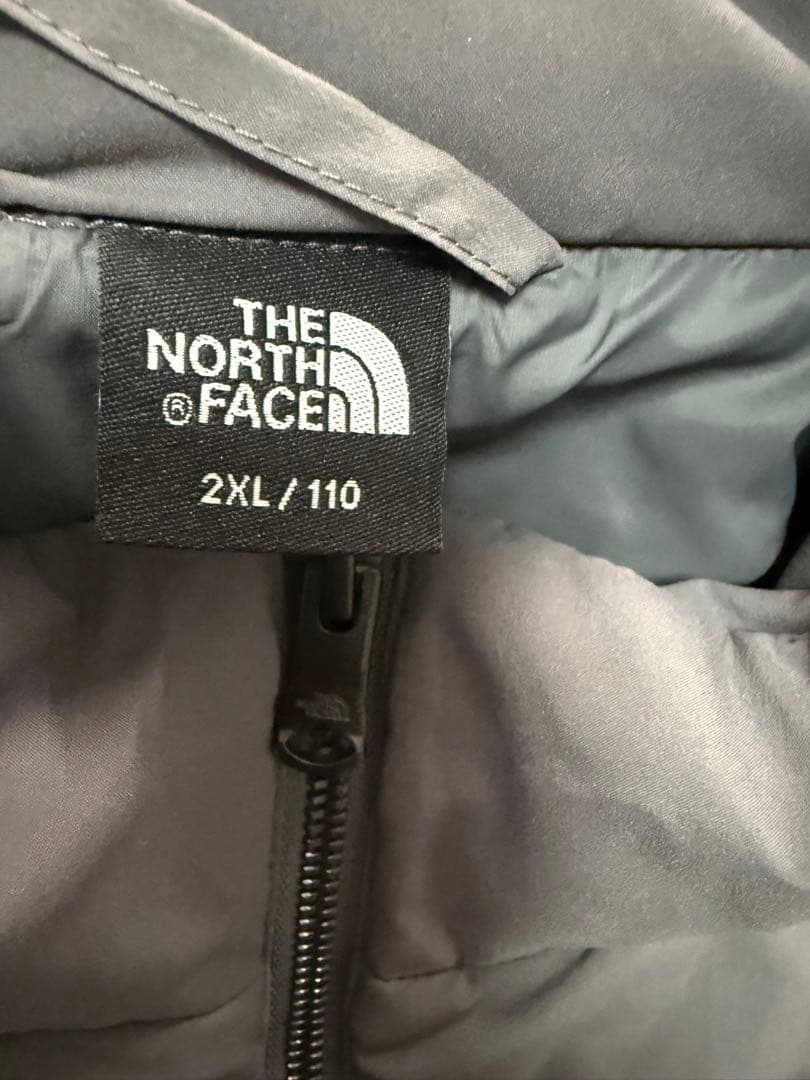 THE
NORTH
® FACE
2XL / 110